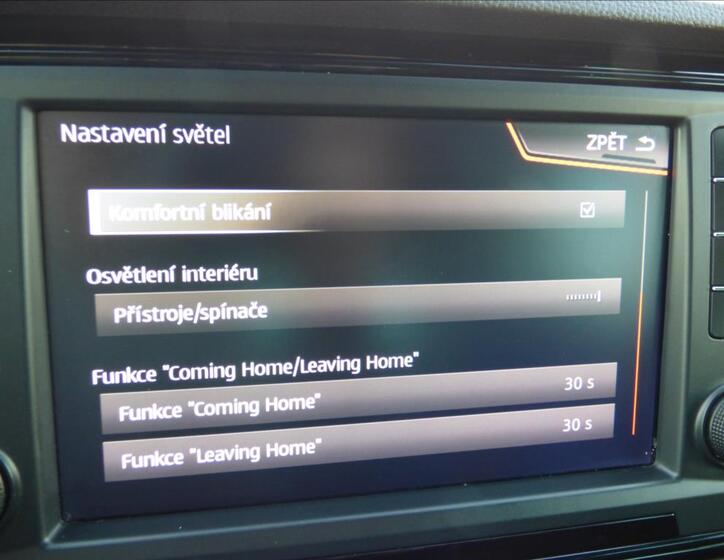 Nastavení světel
ZPĚT
Komfortní blikání
Osvětlení interiéru
Přístroje/spínače
Funkce "Coming Home/Leaving Home"
Funkce "Coming Home" 30 s
Funkce "Leaving Home" 30 s